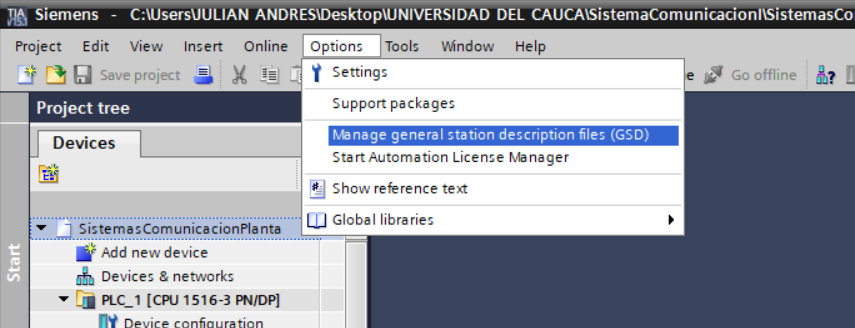 Siemens - C:\Users\JULIAN ANDRES\Desktop\UNIVERSIDAD DEL CAUCA\SistemaComunicacionI\SistemasCo
Project Edit View Insert Online Options Tools Window Help
Save project
Go offline
Settings
Support packages
Manage general station description files (GSD)
Start Automation License Manager
Show reference text
Global libraries
Project tree
Devices
SistemasComunicacionPlanta
Add new device
Devices & networks
PLC_1 [CPU 1516-3 PN/DP]
Device configuration
Start